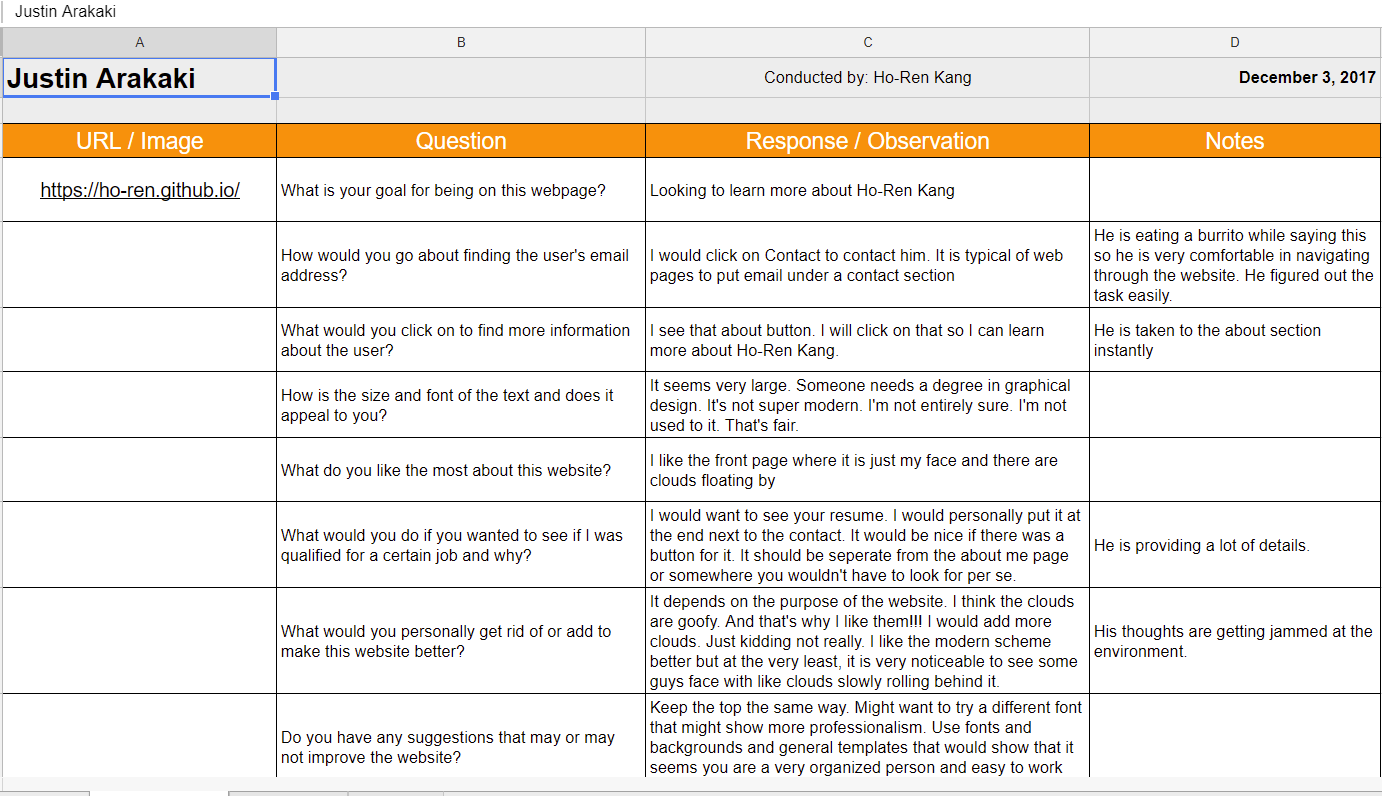 Justin Arakaki
A B C D
Justin Arakaki Conducted by: Ho-Ren Kang December 3, 2017
URL / Image Question Response / Observation Notes
https://ho-ren.github.io/ What is your goal for being on this webpage? Looking to learn more about Ho-Ren Kang
How would you go about finding the user's email
address?
I would click on Contact to contact him. It is typical of web
pages to put email under a contact section
He is eating a burrito while saying this
so he is very comfortable in navigating
through the website. He figured out the
task easily.
What would you click on to find more information
about the user?
I see that about button. I will click on that so I can learn
more about Ho-Ren Kang.
He is taken to the about section
instantly
How is the size and font of the text and does it
appeal to you?
It seems very large. Someone needs a degree in graphical
design. It's not super modern. I'm not entirely sure. I'm not
used to it. That's fair.
What do you like the most about this website?
I like the front page where it is just my face and there are
clouds floating by
What would you do if you wanted to see if I was
qualified for a certain job and why?
I would want to see your resume. I would personally put it at
the end next to the contact. It would be nice if there was a
button for it. It should be seperate from the about me page
or somewhere you wouldn't have to look for per se.
He is providing a lot of details.
What would you personally get rid of or add to
make this website better?
It depends on the purpose of the website. I think the clouds
are goofy. And that's why I like them!!! I would add more
clouds. Just kidding not really. I like the modern scheme
better but at the very least, it is very noticeable to see some
guys face with like clouds slowly rolling behind it.
His thoughts are getting jammed at the
environment.
Do you have any suggestions that may or may
not improve the website?
Keep the top the same way. Might want to try a different font
that might show more professionalism. Use fonts and
backgrounds and general templates that would show that it
seems you are a very organized person and easy to work